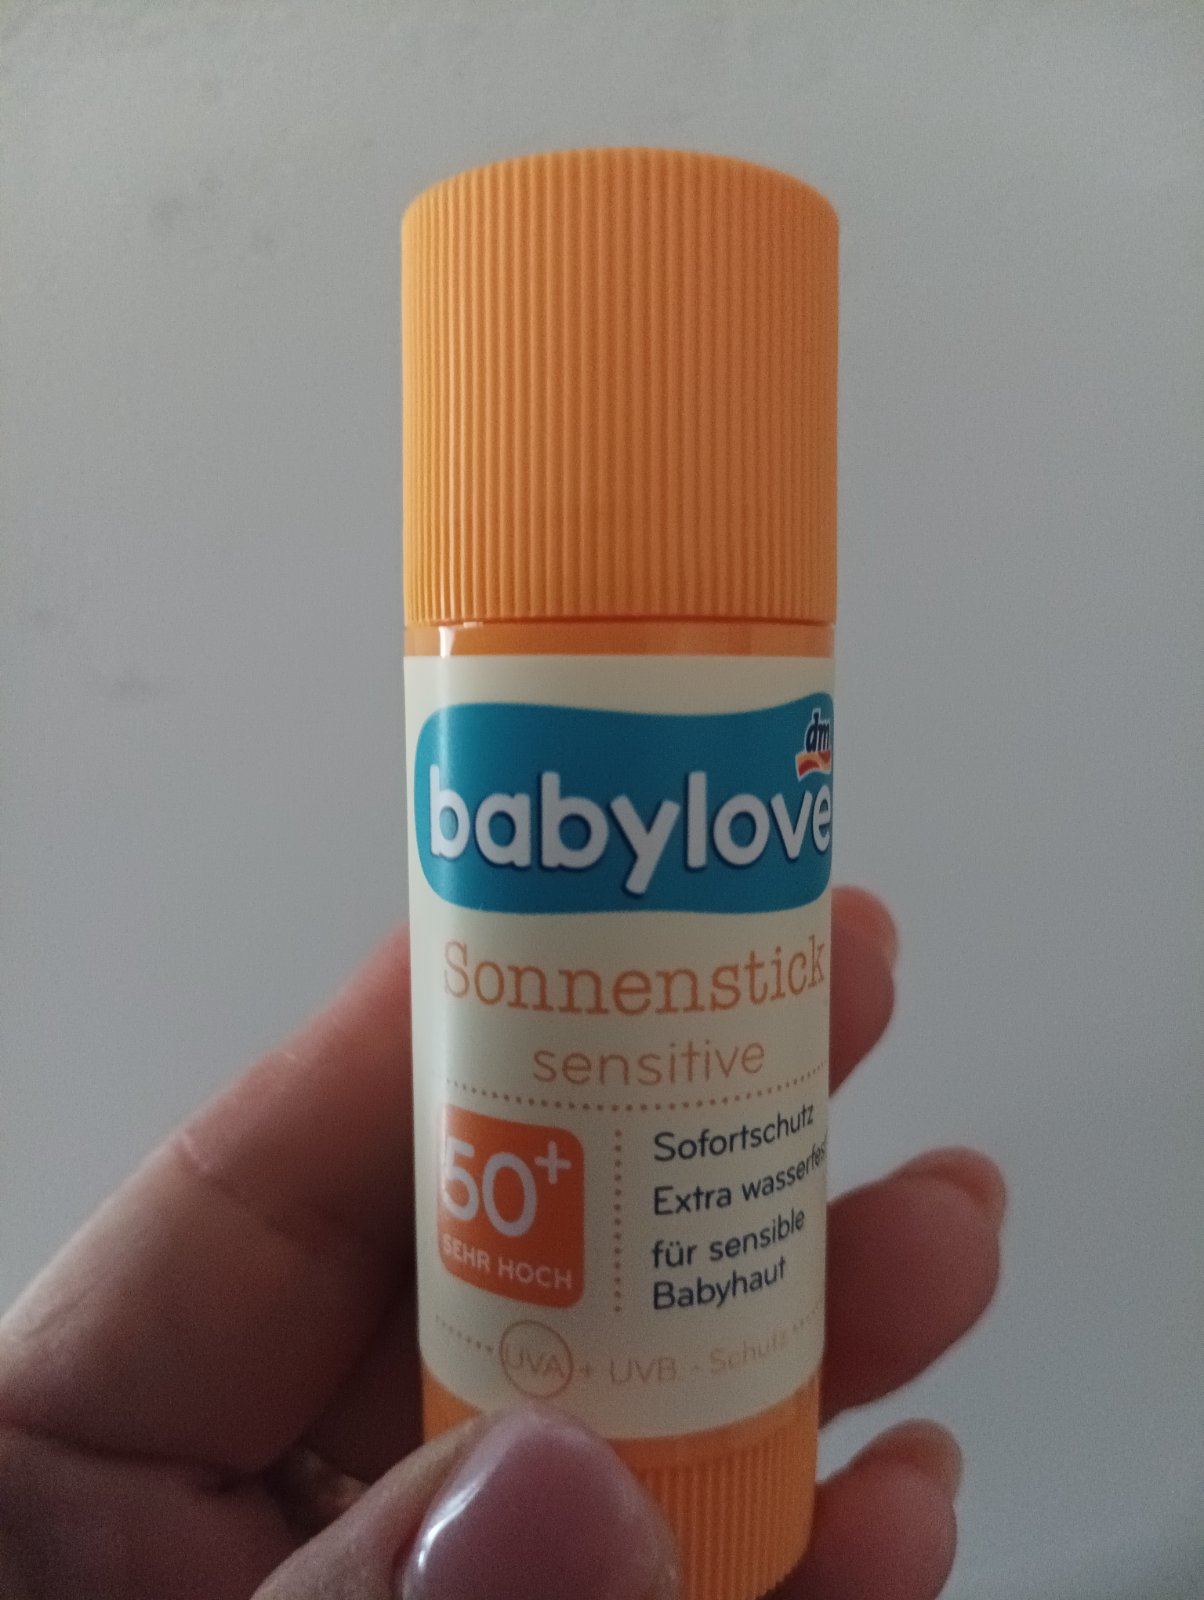 dm
babylove
Sonnenstick
sensitive
50+
SEHR HOCH
Sofortschutz
Extra wasserfest
für sensible
Babyhaut
UVA + UVB - Schutz